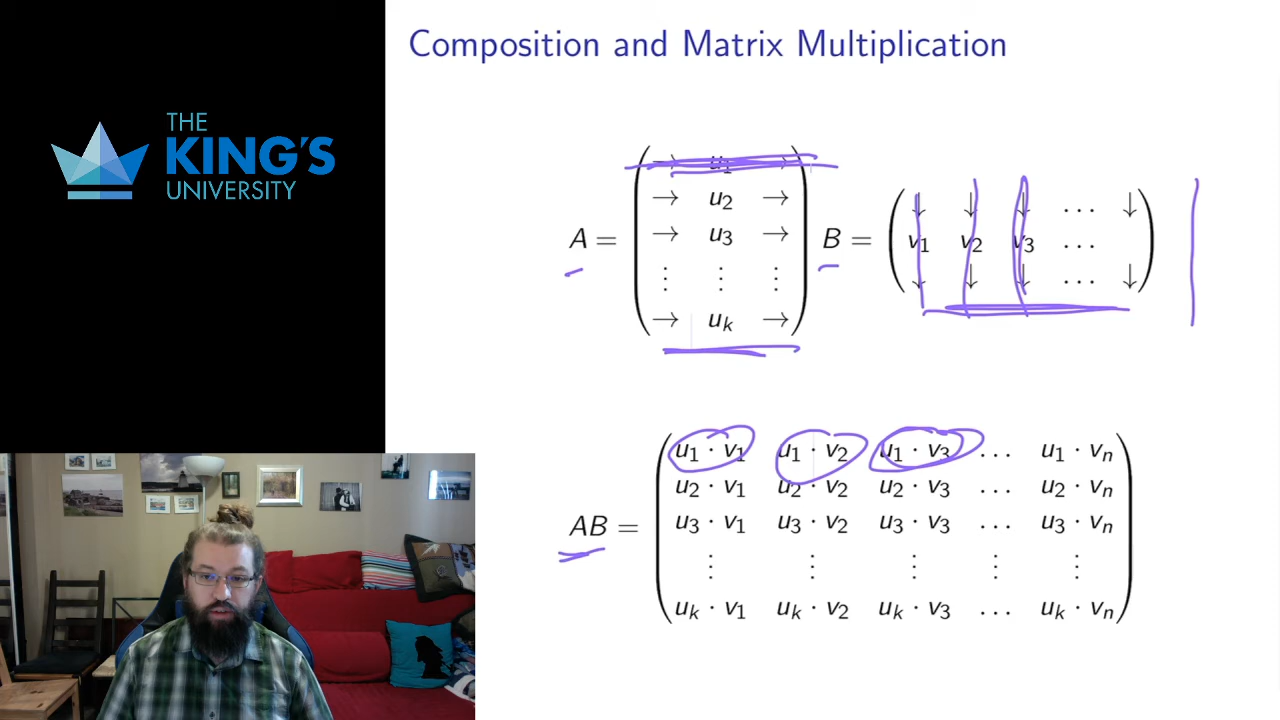 Composition and Matrix Multiplication
THE
KING'S
UNIVERSITY
→ u₁ →
→ u₂ →
A = → u₃ → B =
⋮ ⋮ ⋮
→ uₖ →
↓ ↓ ↓ ... ↓
v₁ v₂ v₃ ...
↓ ↓ ↓ ... ↓
u₁ · v₁ u₁ · v₂ u₁ · v₃ ... u₁ · vₙ
u₂ · v₁ u₂ · v₂ u₂ · v₃ ... u₂ · vₙ
AB = u₃ · v₁ u₃ · v₂ u₃ · v₃ ... u₃ · vₙ
⋮ ⋮ ⋮ ⋮ ⋮
uₖ · v₁ uₖ · v₂ uₖ · v₃ ... uₖ · vₙ